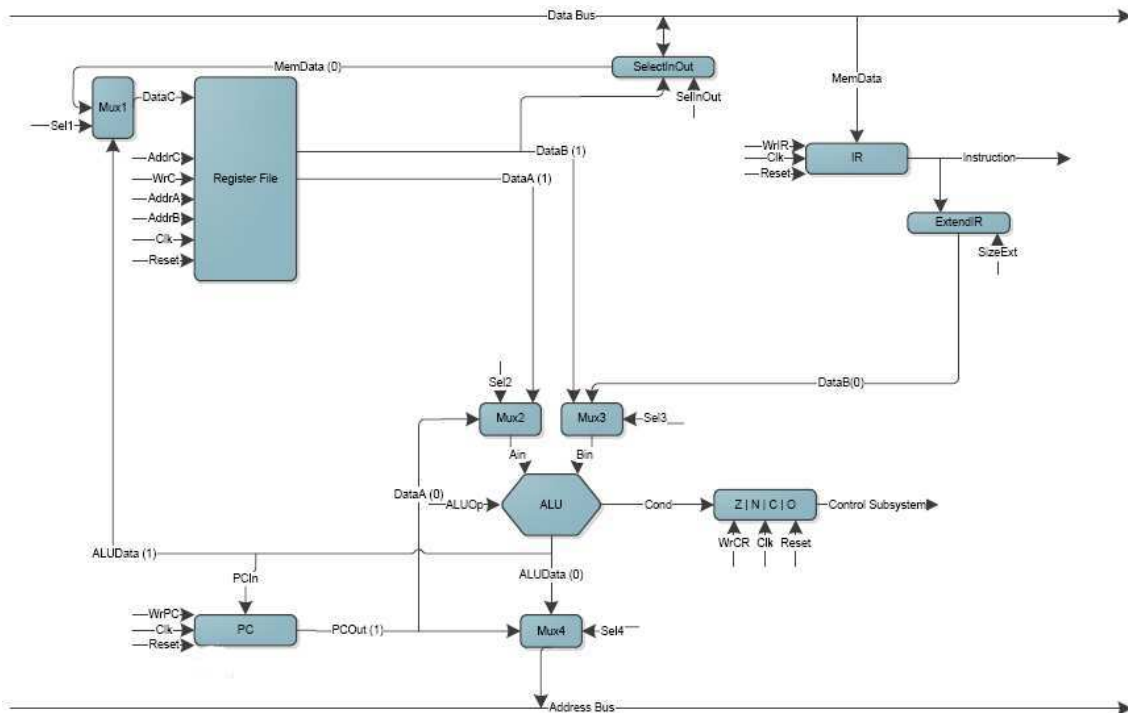 Data Bus
MemData (0)
SelectInOut
MemData
Mux1
DataC
SelInOut
Sel1
WrIR
Clk
Reset
IR
Instruction
DataB (1)
AddrC
WrC
AddrA
AddrB
Clk
Reset
Register File
DataA (1)
ExtendIR
SizeExt
Sel2
DataB(0)
Mux2
Mux3
Sel3
Ain
Bin
DataA (0)
ALUOp
ALU
Cond
Z | N | C | O
Control Subsystem
WrCR
Clk
Reset
ALUData (1)
PCIn
ALUData (0)
WrPC
Clk
Reset
PC
PCOut (1)
Mux4
Sel4
Address Bus